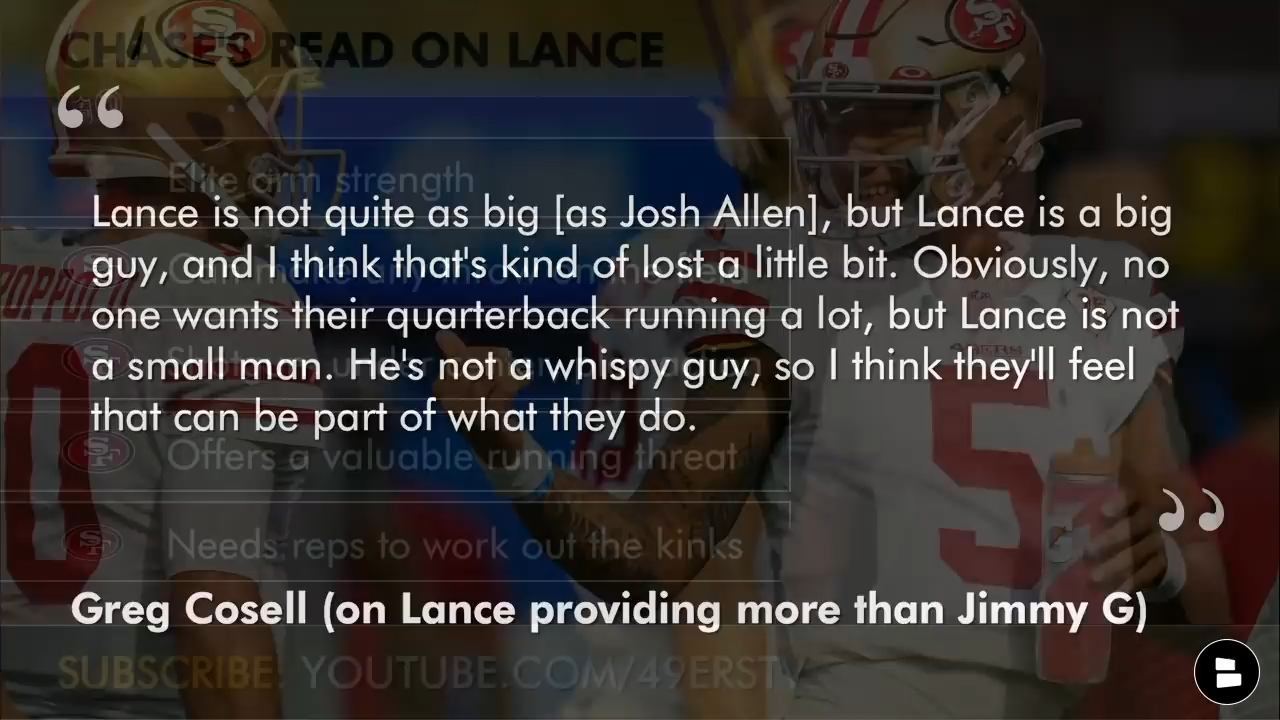 CHASE'S READ ON LANCE
“
Elite arm strength
Lance is not quite as big [as Josh Allen], but Lance is a big
guy, and I think that's kind of lost a little bit. Obviously, no
one wants their quarterback running a lot, but Lance is not
a small man. He's not a whispy guy, so I think they'll feel
that can be part of what they do.
Offers a valuable running threat
”
Needs reps to work out the kinks
Greg Cosell (on Lance providing more than Jimmy G)
SUBSCRIBE: YOUTUBE.COM/49ERSTV
5
0
SF